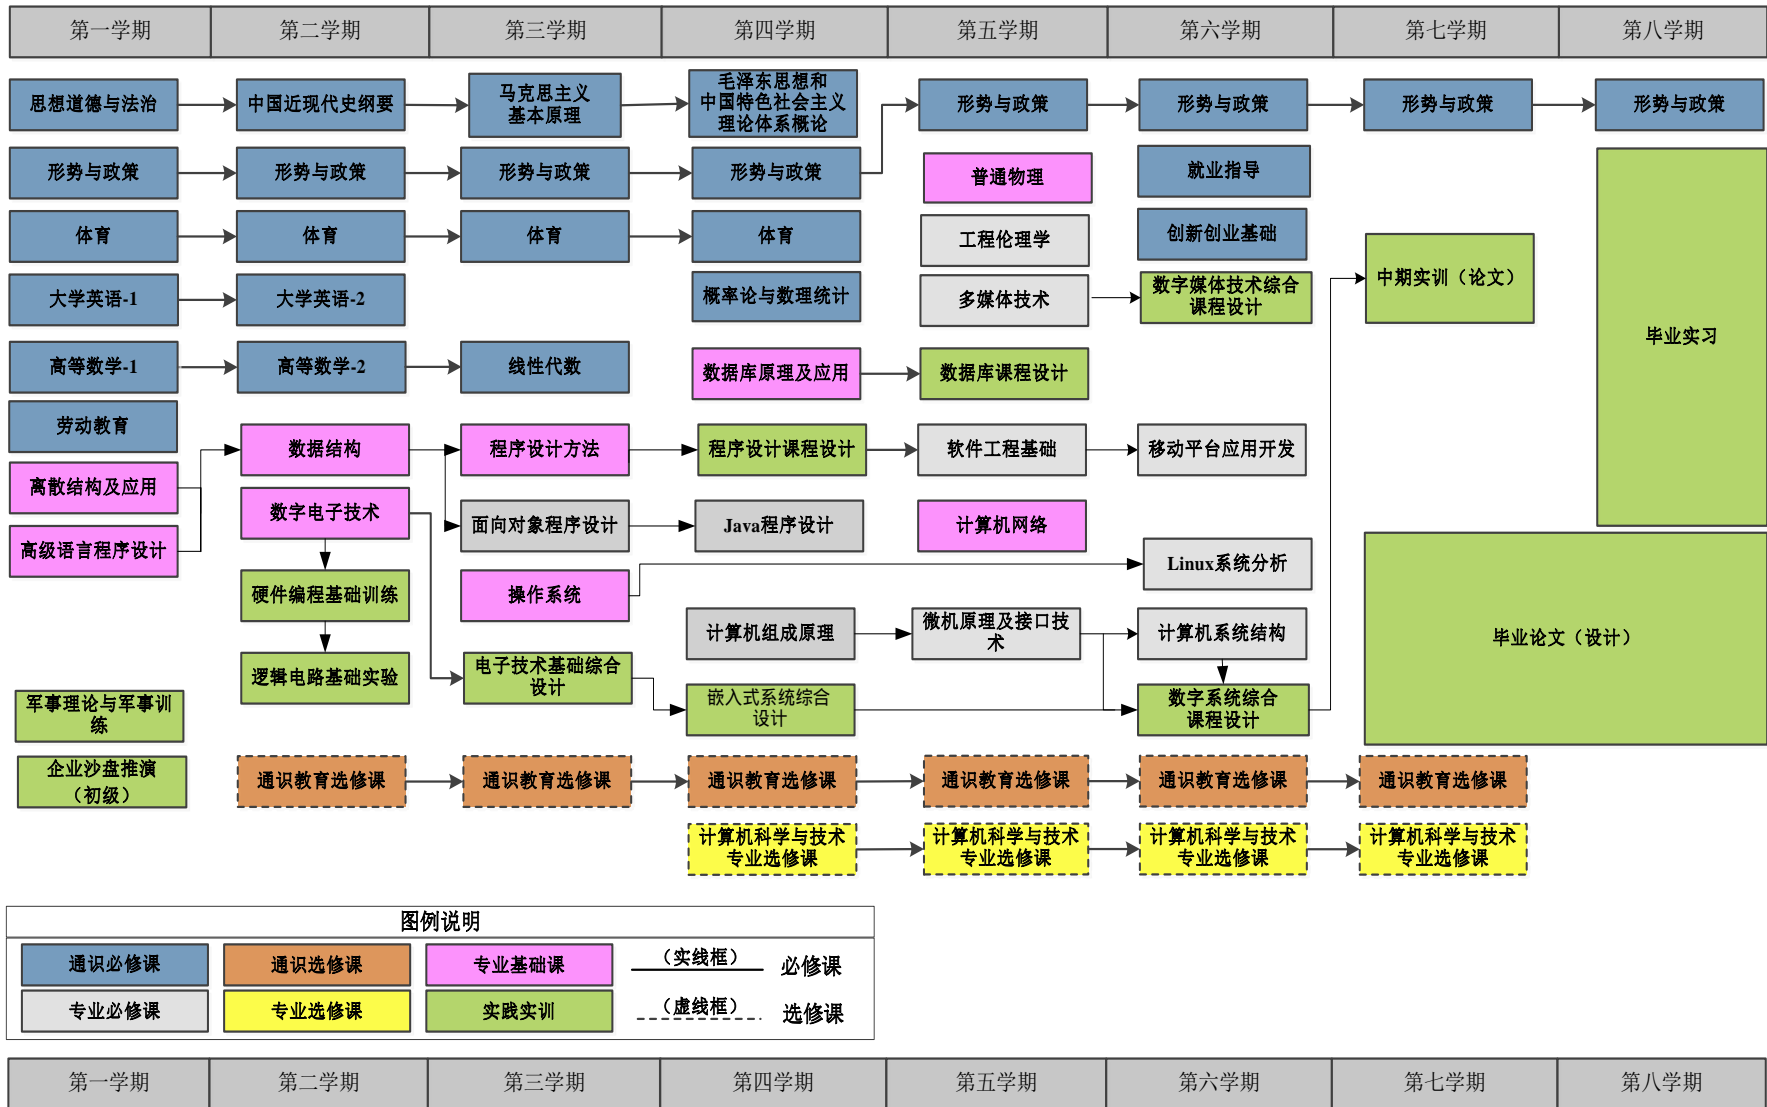 第一学期
第二学期
第三学期
第四学期
第五学期
第六学期
第七学期
第八学期
思想道德与法治
中国近现代史纲要
马克思主义
基本原理
毛泽东思想和
中国特色社会主义
理论体系概论
形势与政策
形势与政策
形势与政策
形势与政策
形势与政策
形势与政策
形势与政策
形势与政策
普通物理
就业指导
体育
体育
体育
体育
工程伦理学
创新创业基础
大学英语-1
大学英语-2
概率论与数理统计
多媒体技术
数字媒体技术综合
课程设计
中期实训（论文）
毕业实习
高等数学-1
高等数学-2
线性代数
数据库原理及应用
数据库课程设计
劳动教育
数据结构
程序设计方法
程序设计课程设计
软件工程基础
移动平台应用开发
离散结构及应用
数字电子技术
面向对象程序设计
Java程序设计
计算机网络
高级语言程序设计
Linux系统分析
硬件编程基础训练
操作系统
计算机组成原理
微机原理及接口技
术
计算机系统结构
毕业论文（设计）
逻辑电路基础实验
电子技术基础综合
设计
嵌入式系统综合
设计
数字系统综合
课程设计
军事理论与军事训
练
企业沙盘推演
（初级）
通识教育选修课
通识教育选修课
通识教育选修课
通识教育选修课
通识教育选修课
通识教育选修课
计算机科学与技术
专业选修课
计算机科学与技术
专业选修课
计算机科学与技术
专业选修课
计算机科学与技术
专业选修课
图例说明
通识必修课
通识选修课
专业基础课
（实线框）
必修课
专业必修课
专业选修课
实践实训
（虚线框）
选修课
第一学期
第二学期
第三学期
第四学期
第五学期
第六学期
第七学期
第八学期